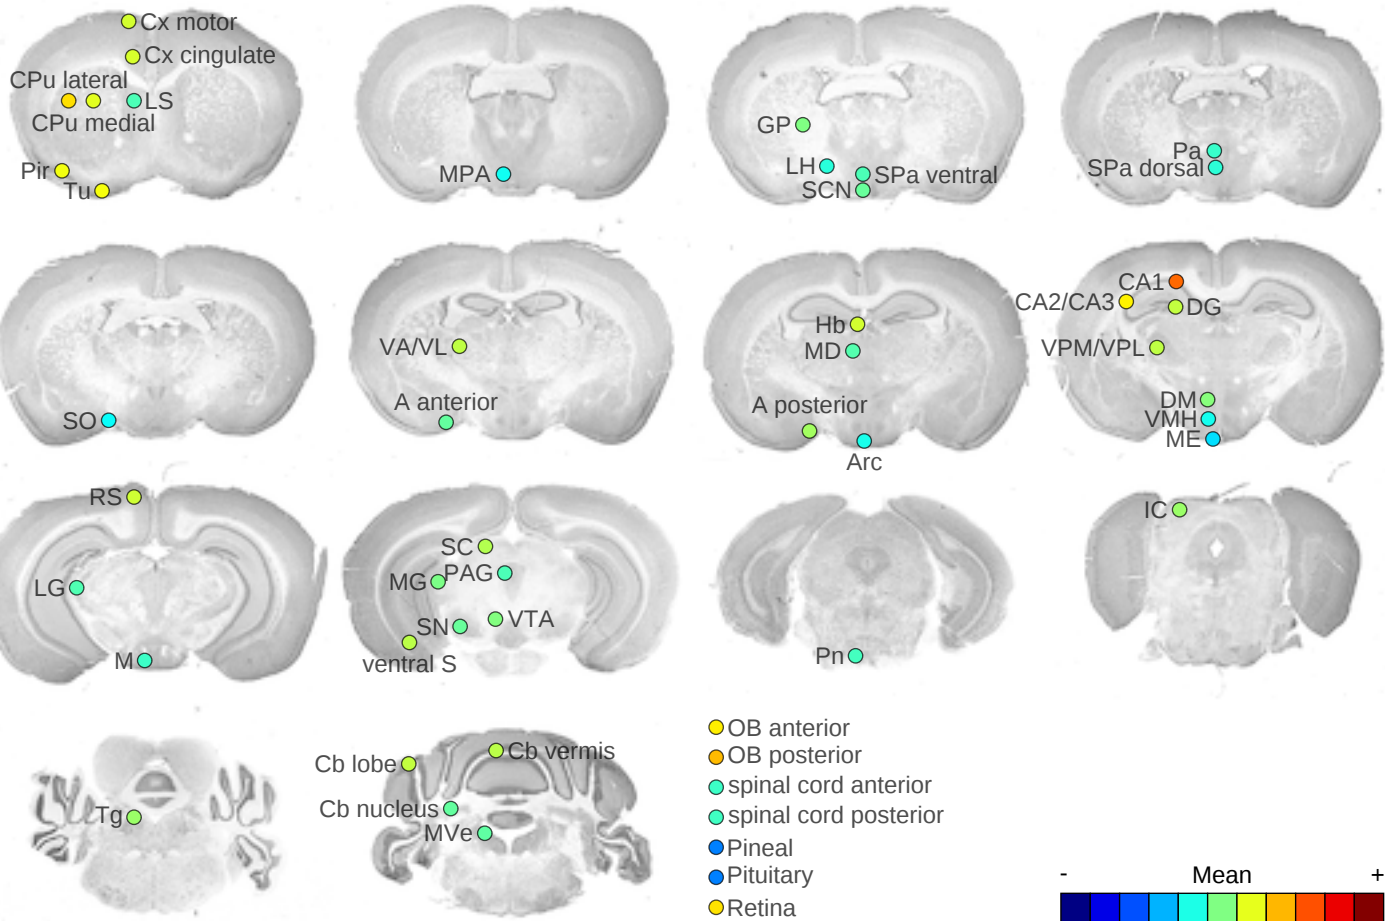 Cx motor
Cx cingulate
CPu lateral
LS
CPu medial
Pir
Tu
MPA
GP
LH
SPa ventral
SCN
Pa
SPa dorsal
SO
VA/VL
A anterior
Hb
MD
A posterior
Arc
CA1
CA2/CA3
DG
VPM/VPL
DM
VMH
ME
RS
LG
M
SC
MG
PAG
SN
VTA
ventral S
Pn
IC
Tg
Cb lobe
Cb vermis
Cb nucleus
MVe
OB anterior
OB posterior
spinal cord anterior
spinal cord posterior
Pineal
Pituitary
Retina
- Mean +